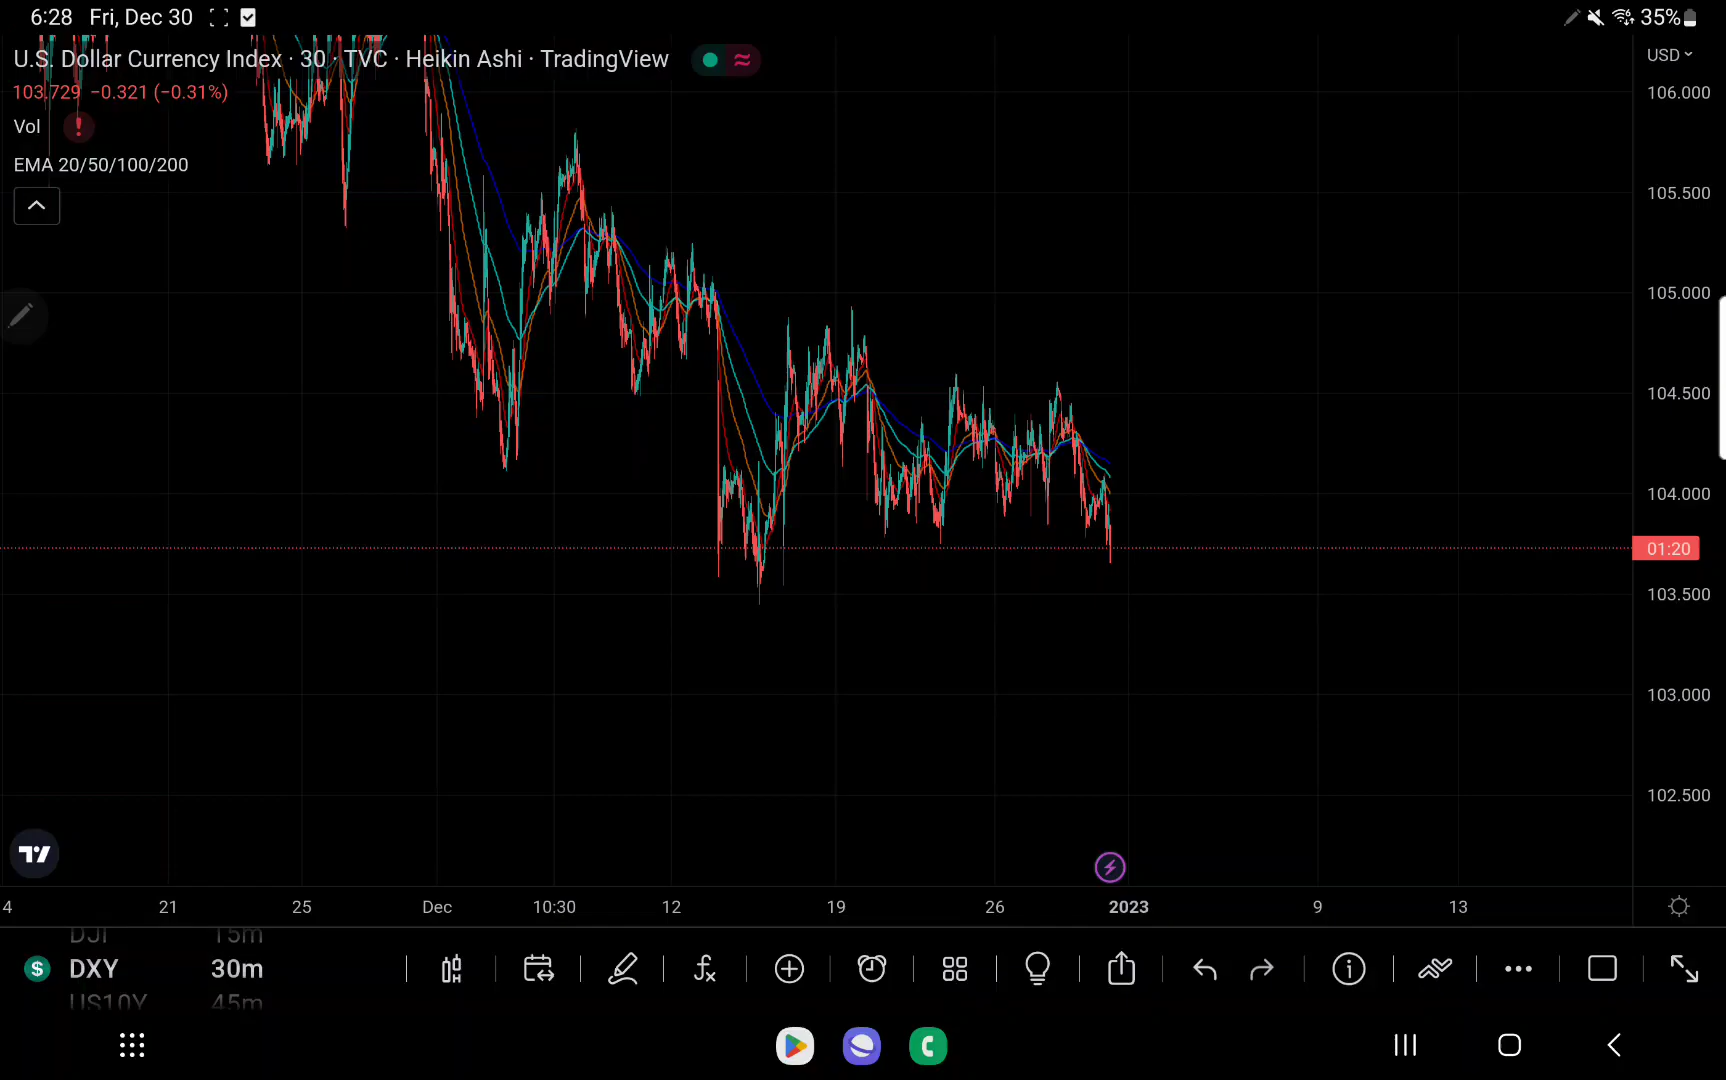 6:28 Fri, Dec 30
35%
U.S. Dollar Currency Index · 30 · TVC · Heikin Ashi · TradingView
USD
103.729 −0.321 (−0.31%)
106.000
Vol
EMA 20/50/100/200
105.500
105.000
104.500
104.000
01:20
103.500
103.000
102.500
4 21 25 Dec 10:30 12 19 26 2023 9 13
DJI 15m
DXY 30m
US10Y 45m